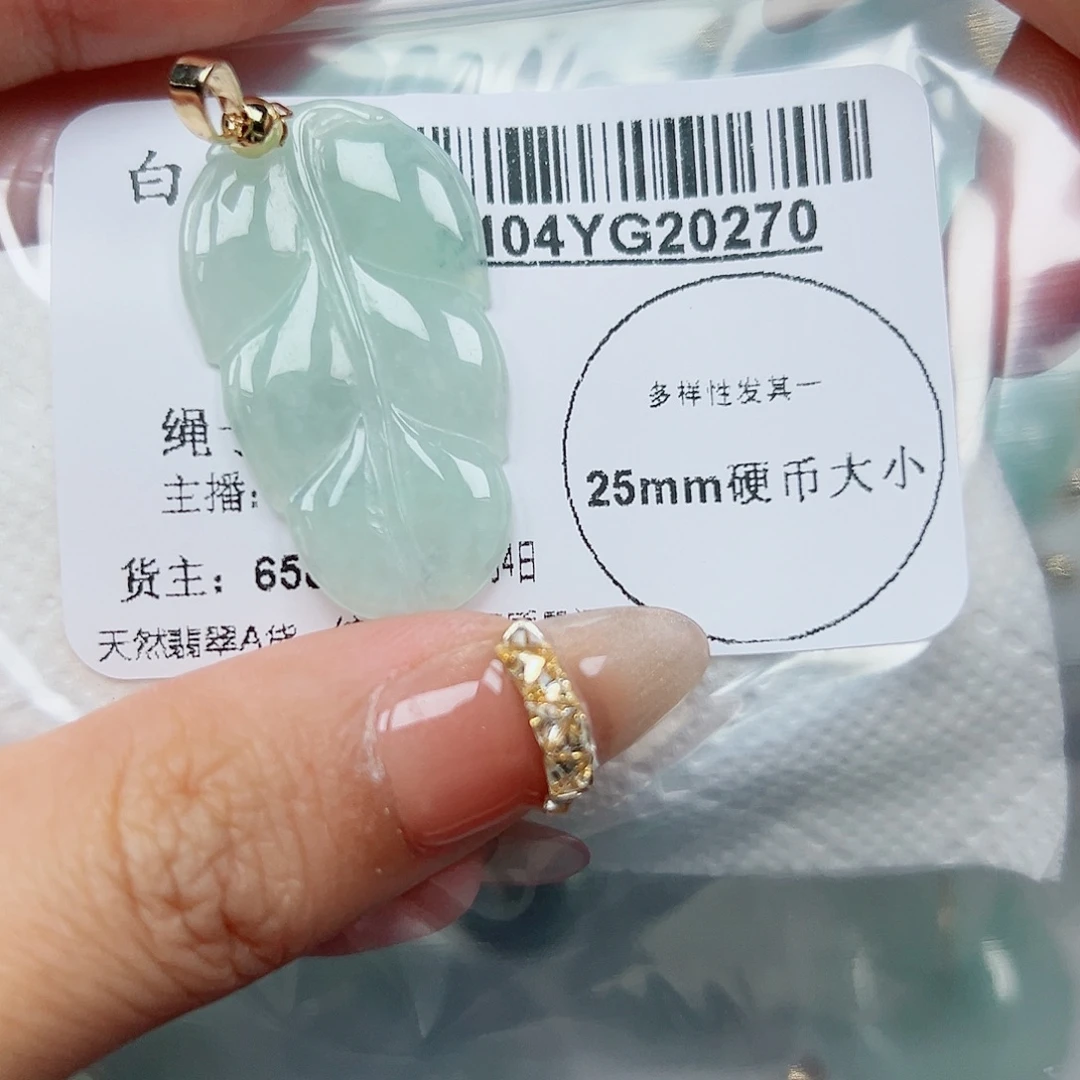 白
104YG20270
多样性发其一
绳
25mm硬币大小
主播:
货主: 65
4日
天然翡翠A货